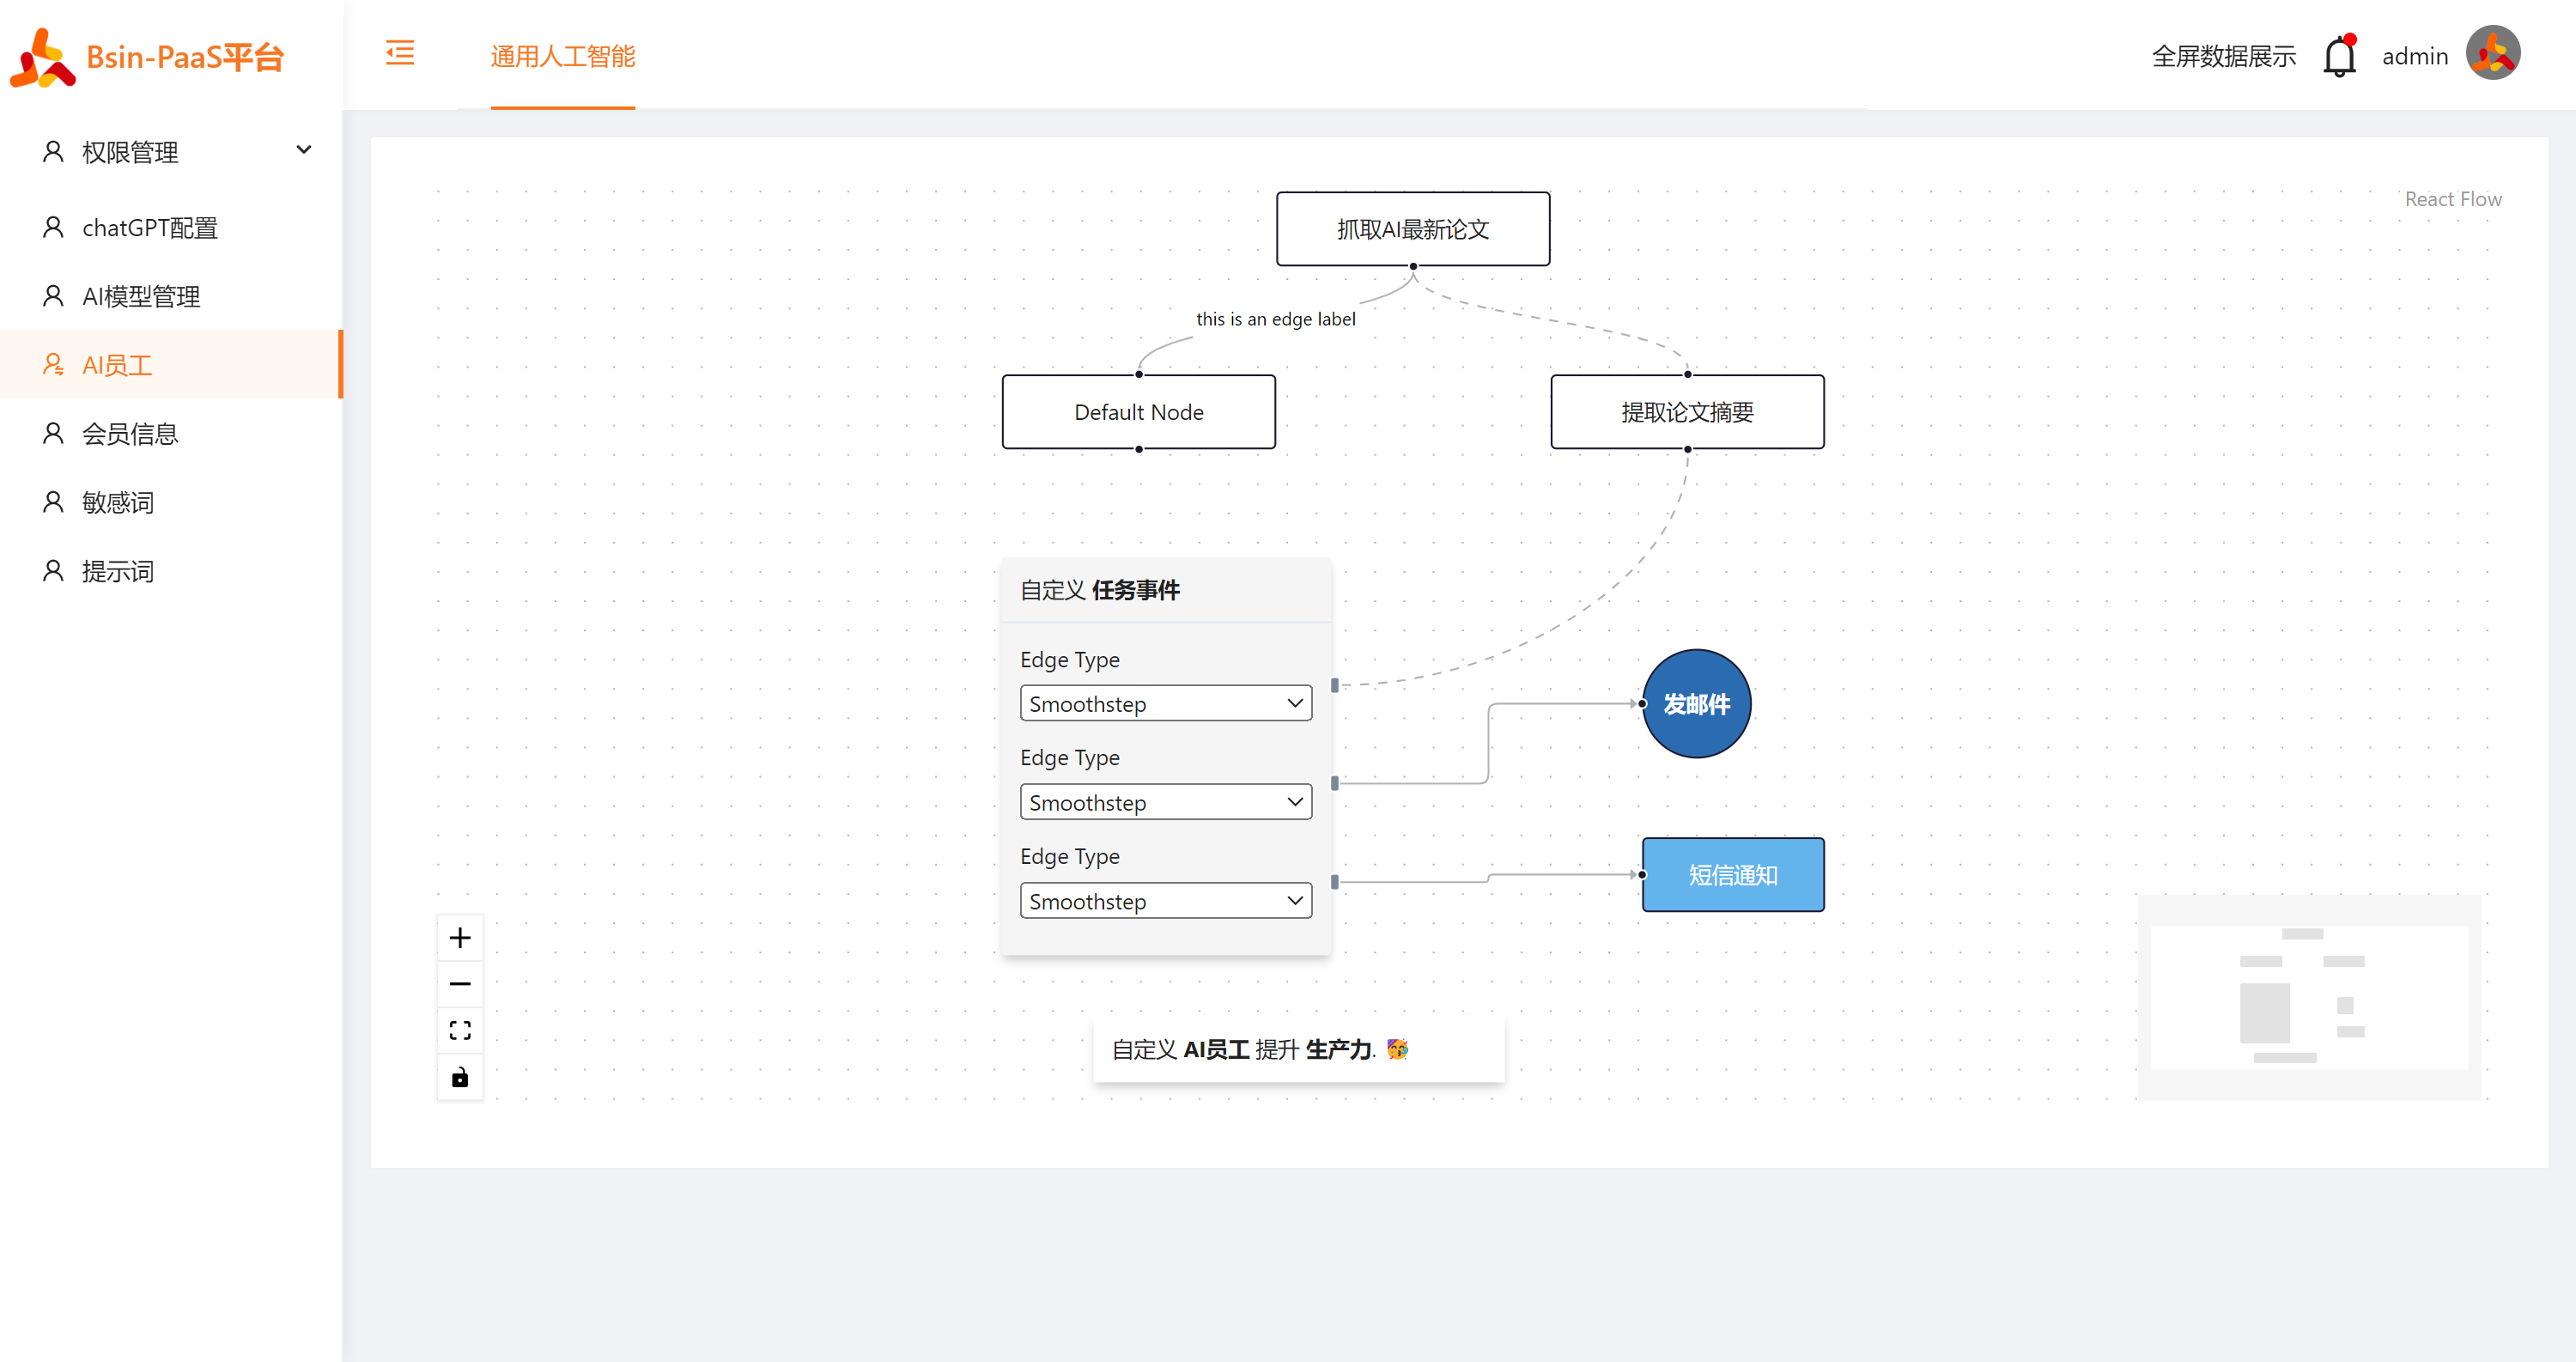 Bsin-PaaS平台
通用人工智能
全屏数据展示
admin
权限管理
chatGPT配置
AI模型管理
AI员工
会员信息
敏感词
提示词
React Flow
抓取AI最新论文
this is an edge label
Default Node
提取论文摘要
自定义 任务事件
Edge Type
Smoothstep
Edge Type
Smoothstep
Edge Type
Smoothstep
发邮件
短信通知
自定义 AI员工 提升 生产力. 🥳